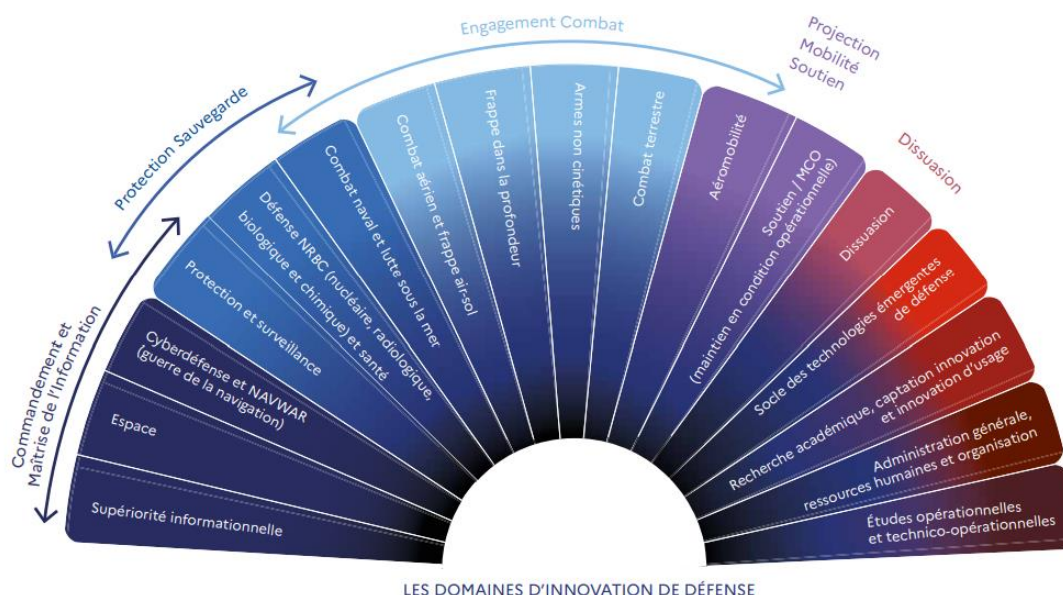 Engagement Combat
Projection
Mobilité
Soutien
Protection Sauvegarde
Dissuasion
Commandement et
Maîtrise de l'Information
Supériorité informationnelle
Espace
Cyberdéfense et NAVWAR
(guerre de la navigation)
Protection et surveillance
Défense NRBC (nucléaire, radiologique,
biologique et chimique) et santé
Combat naval et lutte sous la mer
Combat aérien et frappe air-sol
Frappe dans la profondeur
Armes non cinétiques
Combat terrestre
Aéromobilité
Soutien / MCO
(maintien en condition opérationnelle)
Dissuasion
Socle des technologies émergentes
de défense
Recherche académique, captation innovation
et innovation d'usage
Administration générale,
ressources humaines et organisation
Études opérationnelles
et technico-opérationnelles
LES DOMAINES D'INNOVATION DE DÉFENSE